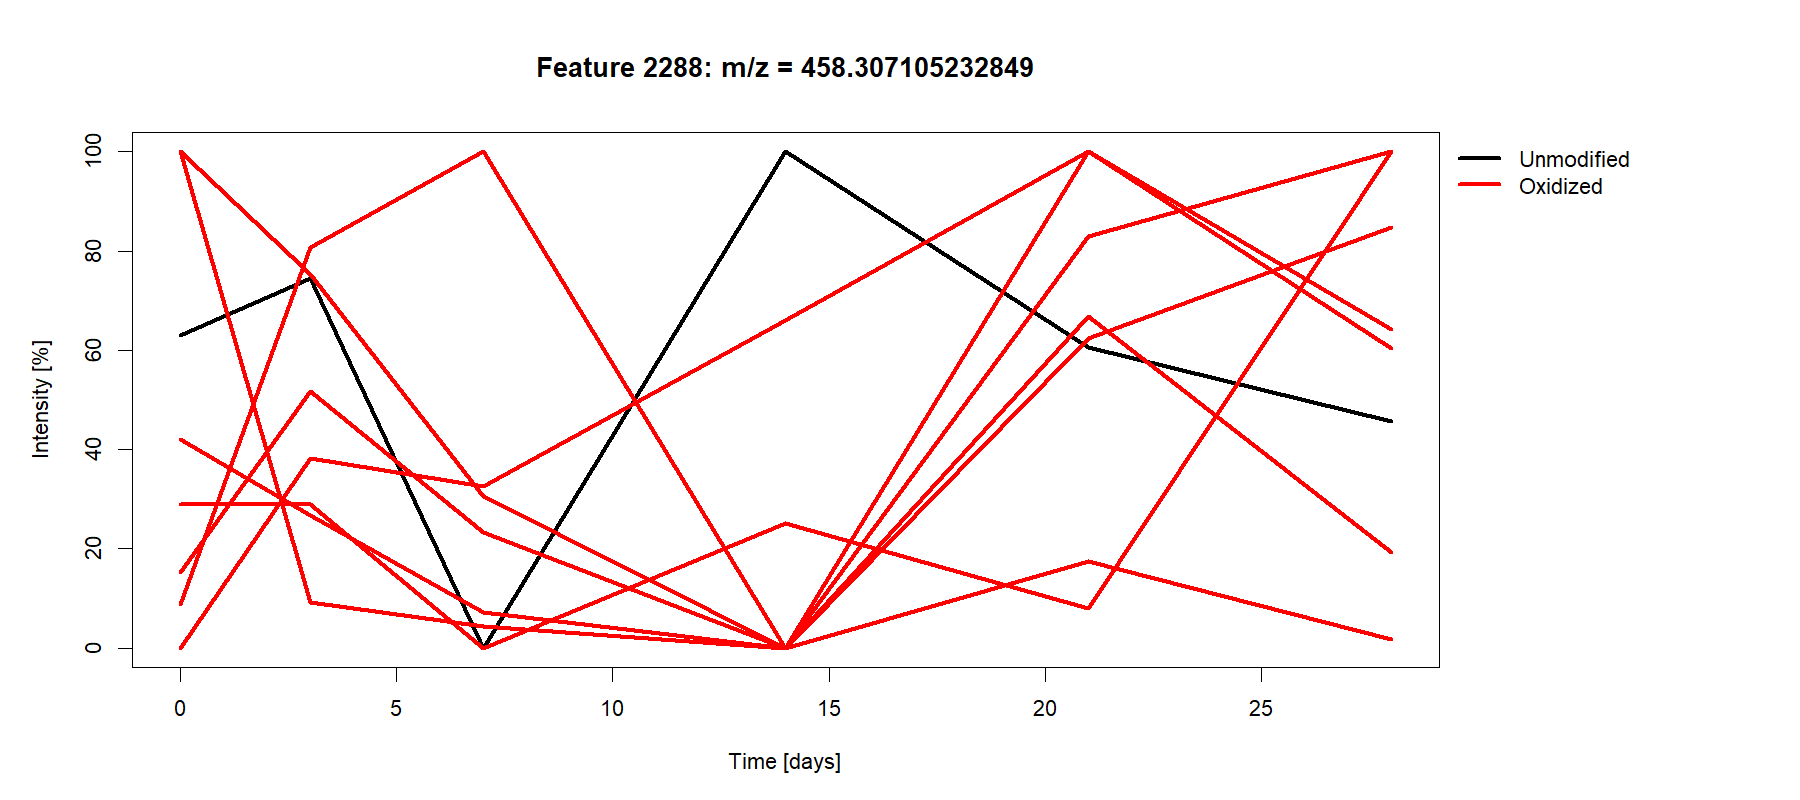 Feature 2288: m/z = 458.307105232849
Unmodified
Oxidized
Intensity [%]
100
80
60
40
20
0
0 5 10 15 20 25
Time [days]